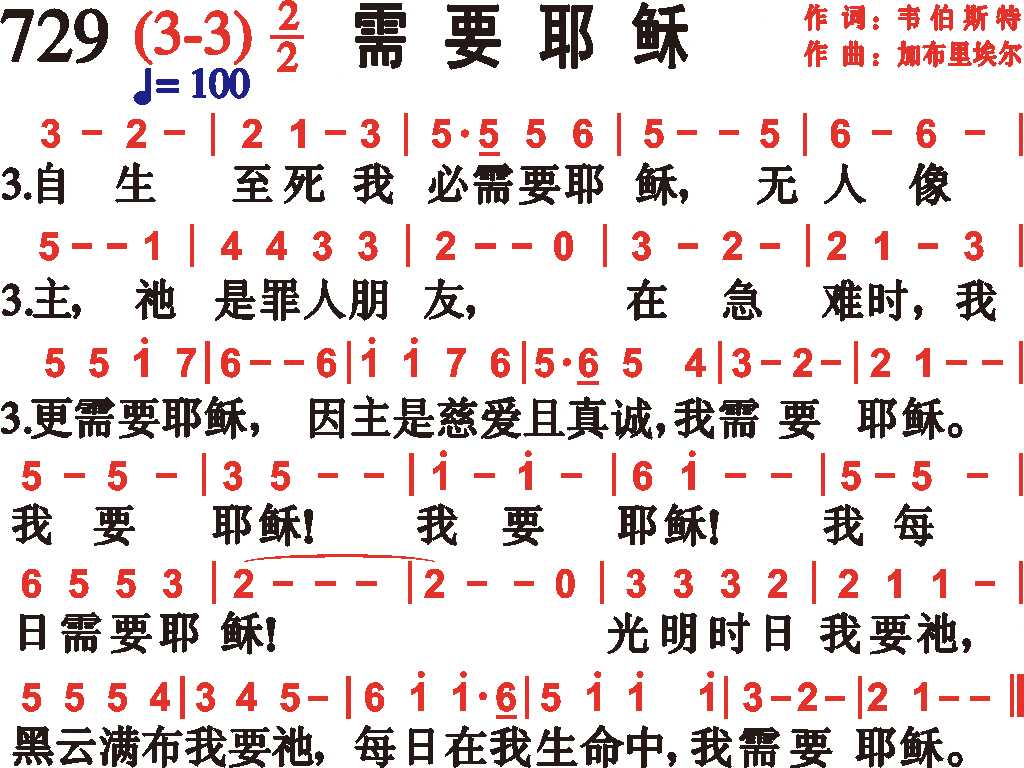 729 (3-3) 2/2 需要耶稣 作词：韦伯斯特
♩= 100 作曲：加布里埃尔
3 - 2 - | 2 1 - 3 | 5·5 5 6 | 5 - - 5 | 6 - 6 - |
3.自生 至死我 必需要耶 稣，无人像
5 - - 1 | 4 4 3 3 | 2 - - 0 | 3 - 2 - | 2 1 - 3 |
3.主，祂 是罪人朋 友， 在急 难时，我
5 5 i 7 | 6 - - 6 | i i 7 6 | 5·6 5 4 | 3 - 2 - | 2 1 - - |
3.更需要耶稣，因主是慈爱且真诚，我需要 耶稣。
5 - 5 - | 3 5 - - | i - i - | 6 i - - | 5 - 5 - |
我要 耶稣！ 我要 耶稣！ 我每
6 5 5 3 | 2 - - - | 2 - - 0 | 3 3 3 2 | 2 1 1 - |
日需要耶 稣！ 光明时日 我要祂，
5 5 5 4 | 3 4 5 - | 6 i i·6 | 5 i i i | 3 - 2 - | 2 1 - - ‖
黑云满布我要祂，每日在我生命中，我需要 耶稣。